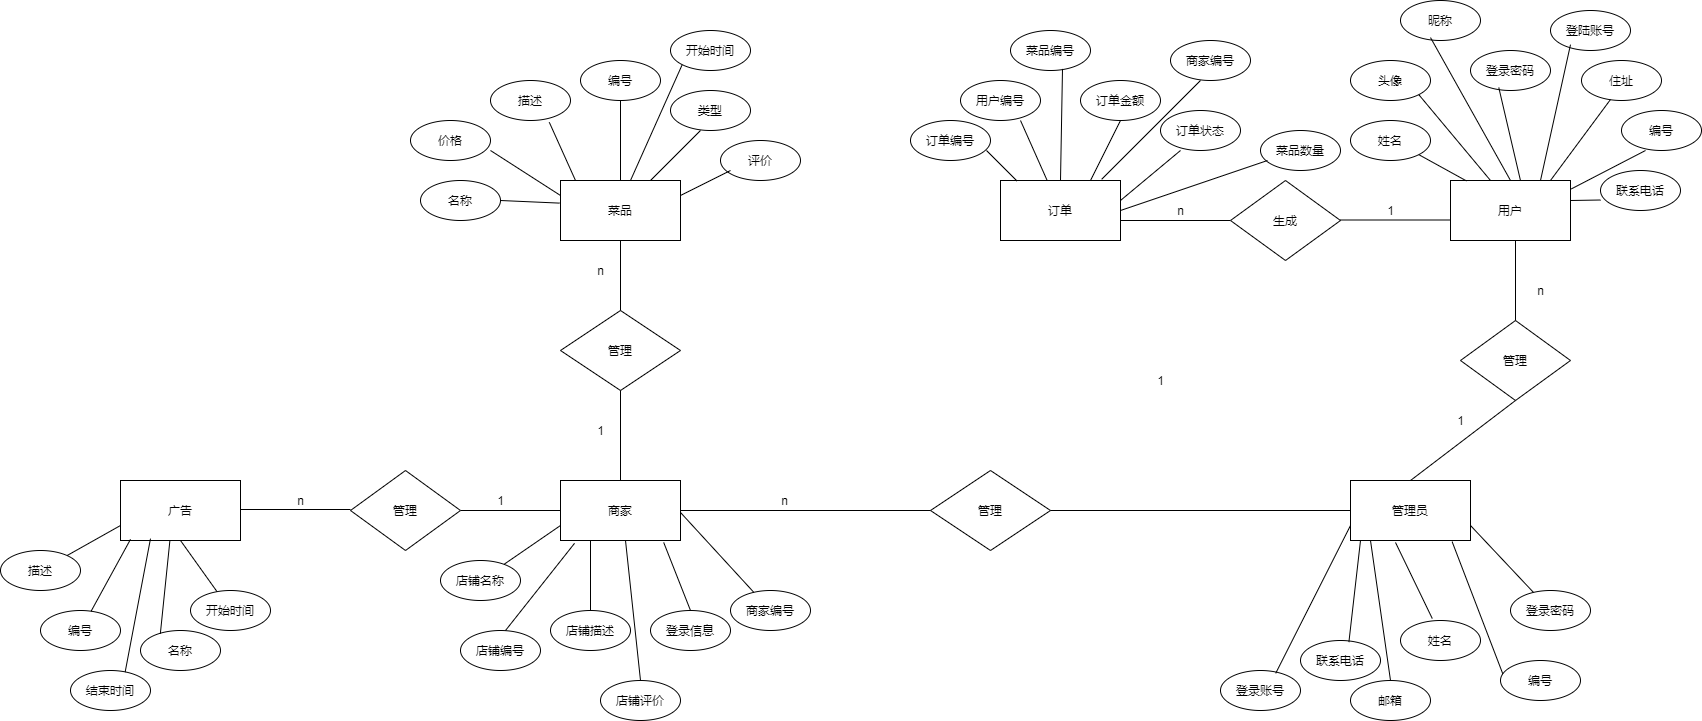 昵称
登陆账号
开始时间
菜品编号
商家编号
编号
登录密码
头像
住址
描述
用户编号
订单金额
类型
订单状态
编号
价格
订单编号
姓名
菜品数量
评价
名称
联系电话
菜品
订单
n
生成
1
用户
n
n
管理
管理
1
1
1
广告
n
管理
1
商家
n
管理
管理员
描述
店铺名称
开始时间
商家编号
登录密码
编号
店铺描述
登录信息
姓名
名称
店铺编号
联系电话
编号
结束时间
店铺评价
登录账号
邮箱